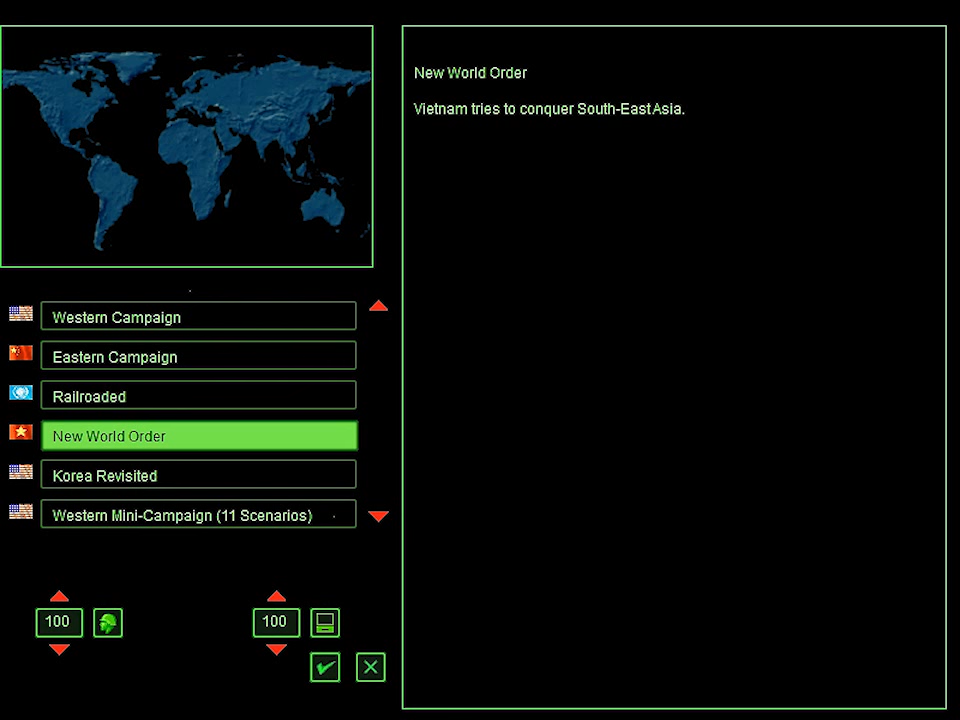 New World Order
Vietnam tries to conquer South-East Asia.
Western Campaign
Eastern Campaign
Railroaded
New World Order
Korea Revisited
Western Mini-Campaign (11 Scenarios)
100
100